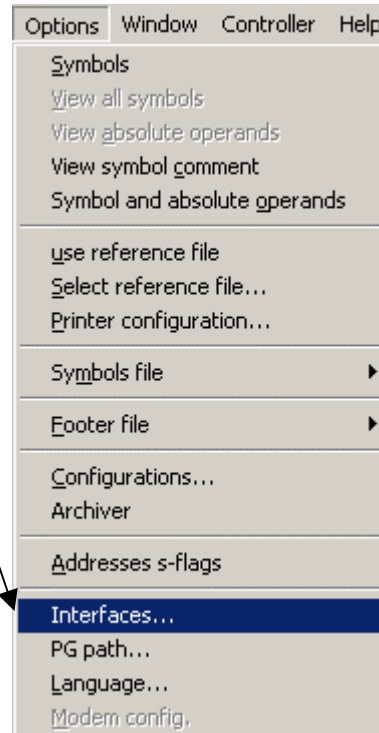 Options Window Controller Help
Symbols
View all symbols
View absolute operands
View symbol comment
Symbol and absolute operands
use reference file
Select reference file...
Printer configuration...
Symbols file
Footer file
Configurations...
Archiver
Addresses s-flags
Interfaces...
PG path...
Language...
Modem config.